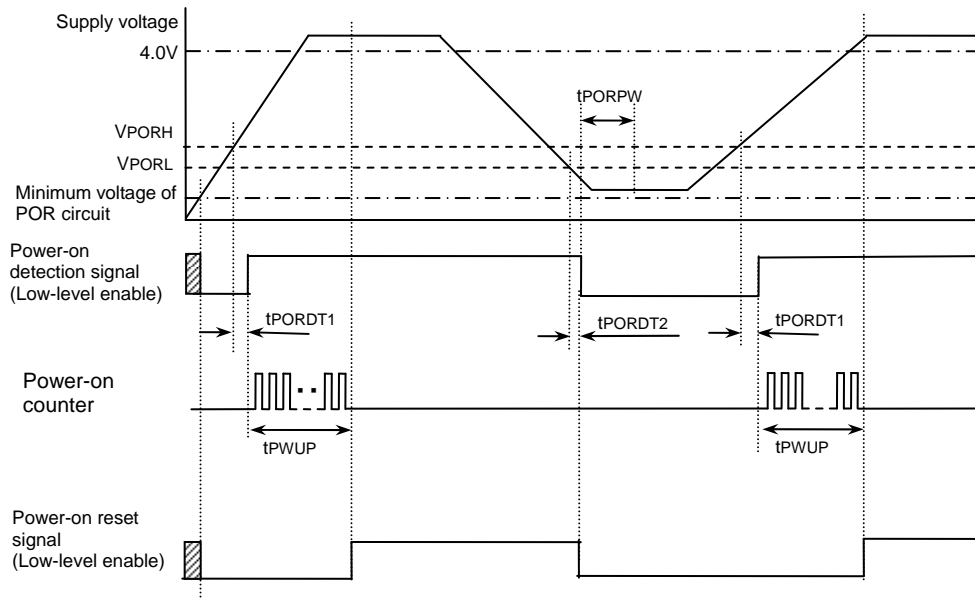 Supply voltage
4.0V
tPORPW
VPORH
VPORL
Minimum voltage of
POR circuit
Power-on
detection signal
(Low-level enable)
tPORDT1
tPORDT2
tPORDT1
Power-on
counter
tPWUP
tPWUP
Power-on reset
signal
(Low-level enable)